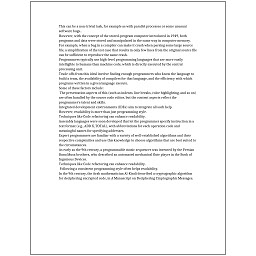 This can be a non-trivial task, for example as with parallel processes or some unusual
software bugs.
However, with the concept of the stored-program computer introduced in 1949, both
programs and data were stored and manipulated in the same way in computer memory.
For example, when a bug in a compiler can make it crash when parsing some large source
file, a simplification of the test case that results in only few lines from the original source file
can be sufficient to reproduce the same crash.
Programmers typically use high-level programming languages that are more easily
intelligible to humans than machine code, which is directly executed by the central
processing unit.
Trade-offs from this ideal involve finding enough programmers who know the language to
build a team, the availability of compilers for that language, and the efficiency with which
programs written in a given language execute.
Some of these factors include:
The presentation aspects of this (such as indents, line breaks, color highlighting, and so on)
are often handled by the source code editor, but the content aspects reflect the
programmer's talent and skills.
Integrated development environments (IDEs) aim to integrate all such help.
However, readability is more than just programming style.
Techniques like Code refactoring can enhance readability.
Assembly languages were soon developed that let the programmer specify instruction in a
text format (e.g., ADD X, TOTAL), with abbreviations for each operation code and
meaningful names for specifying addresses.
Expert programmers are familiar with a variety of well-established algorithms and their
respective complexities and use this knowledge to choose algorithms that are best suited to
the circumstances.
As early as the 9th century, a programmable music sequencer was invented by the Persian
Banu Musa brothers, who described an automated mechanical flute player in the Book of
Ingenious Devices.
Techniques like Code refactoring can enhance readability.
Following a consistent programming style often helps readability.
In the 9th century, the Arab mathematician Al-Kindi described a cryptographic algorithm
for deciphering encrypted code, in A Manuscript on Deciphering Cryptographic Messages.